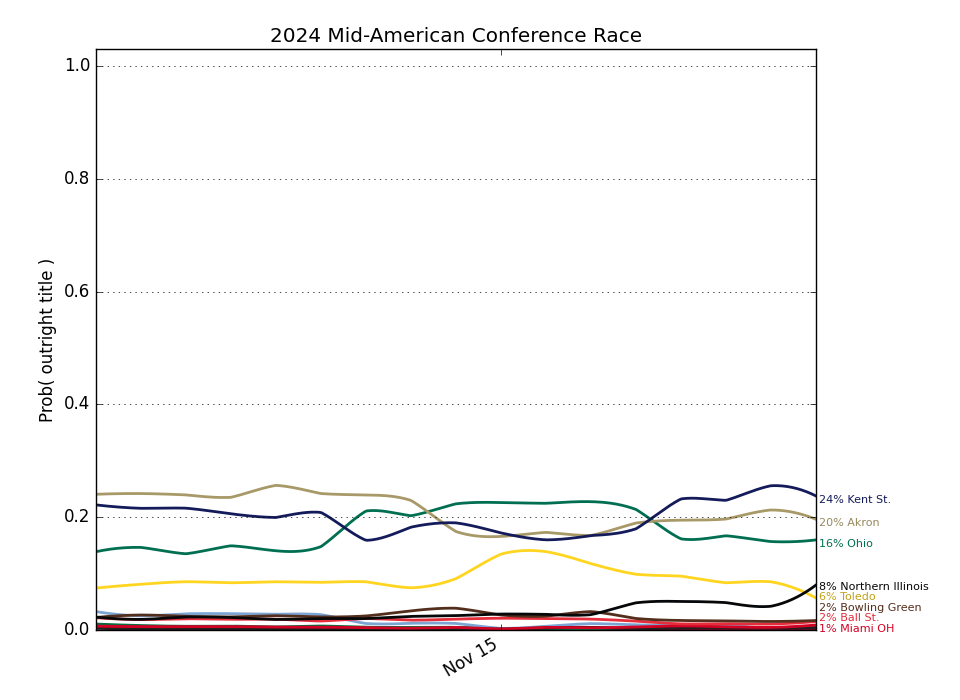 2024 Mid-American Conference Race
Prob( outright title )
1.0
0.8
0.6
0.4
0.2
0.0
Nov 15
24% Kent St.
20% Akron
16% Ohio
8% Northern Illinois
6% Toledo
2% Bowling Green
2% Ball St.
1% Miami OH